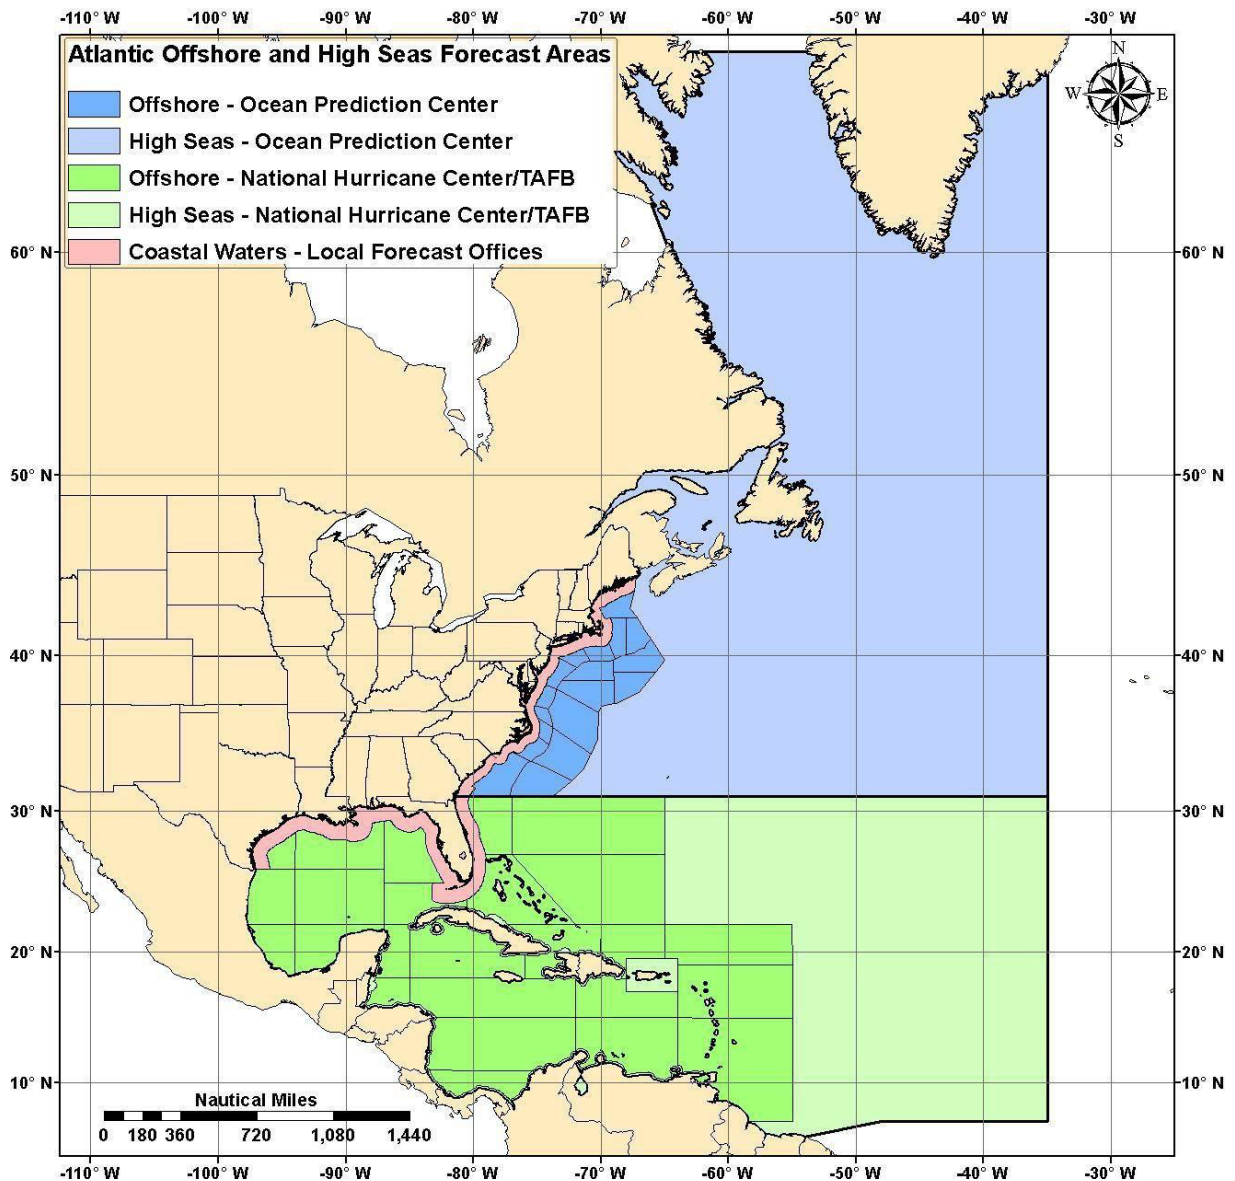 -110° W -100° W -90° W -80° W -70° W -60° W -50° W -40° W -30° W
Atlantic Offshore and High Seas Forecast Areas
Offshore - Ocean Prediction Center
High Seas - Ocean Prediction Center
Offshore - National Hurricane Center/TAFB
High Seas - National Hurricane Center/TAFB
Coastal Waters - Local Forecast Offices
N
W E
S
60° N 60° N
50° N 50° N
40° N 40° N
30° N 30° N
20° N 20° N
10° N 10° N
Nautical Miles
0 180 360 720 1,080 1,440
-110° W -100° W -90° W -80° W -70° W -60° W -50° W -40° W -30° W